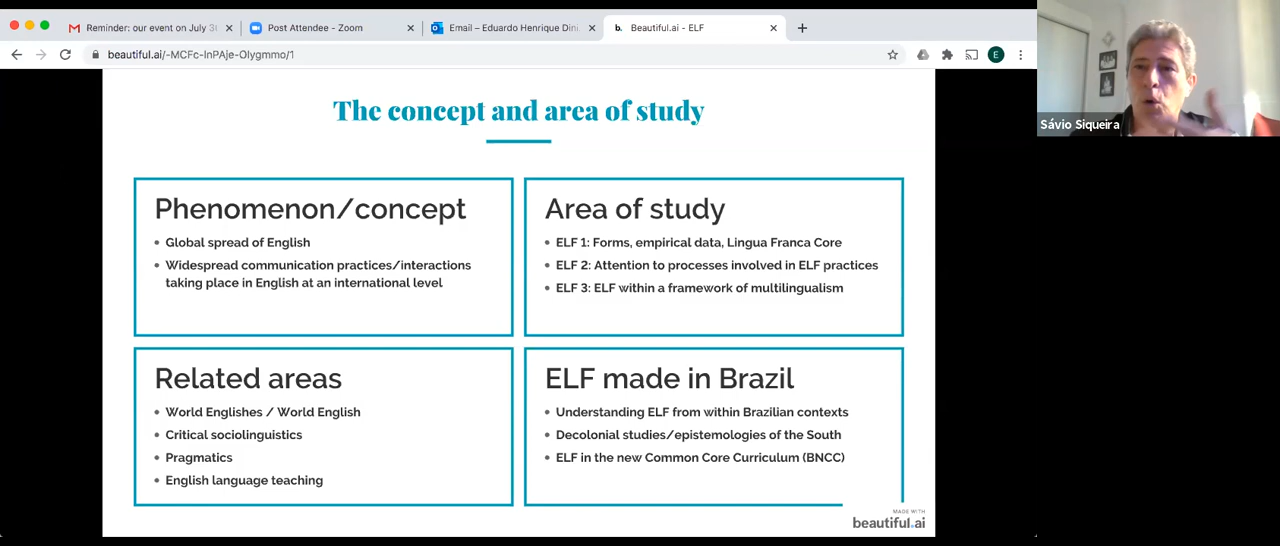 Reminder: our event on July 30
Post Attendee - Zoom
Email – Eduardo Henrique Dini
Beautiful.ai - ELF
beautiful.ai/-MCFc-InPAje-Olygmmo/1
E
Sávio Siqueira
The concept and area of study
Phenomenon/concept
• Global spread of English
• Widespread communication practices/interactions
taking place in English at an international level
Area of study
• ELF 1: Forms, empirical data, Lingua Franca Core
• ELF 2: Attention to processes involved in ELF practices
• ELF 3: ELF within a framework of multilingualism
Related areas
• World Englishes / World English
• Critical sociolinguistics
• Pragmatics
• English language teaching
ELF made in Brazil
• Understanding ELF from within Brazilian contexts
• Decolonial studies/epistemologies of the South
• ELF in the new Common Core Curriculum (BNCC)
MADE WITH
beautiful.ai